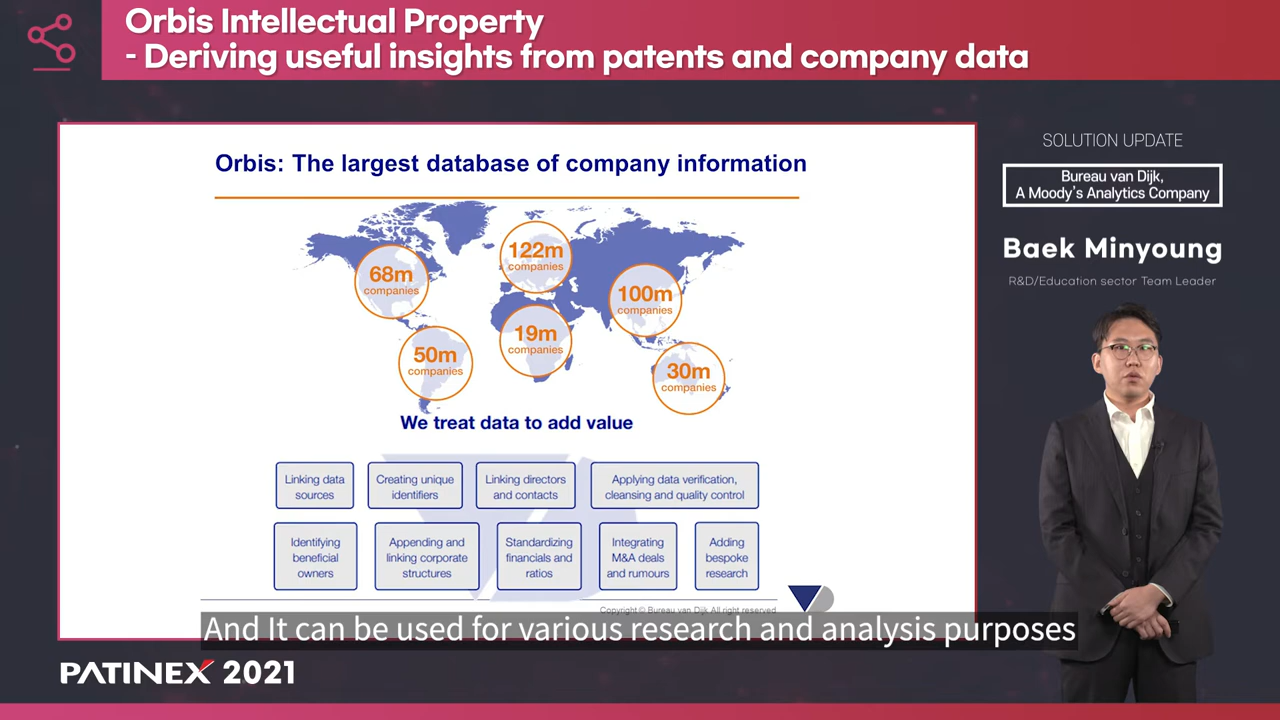 Orbis Intellectual Property
- Deriving useful insights from patents and company data
SOLUTION UPDATE
Bureau van Dijk,
A Moody's Analytics Company
Baek Minyoung
R&D/Education sector Team Leader
Orbis: The largest database of company information
68m
companies
122m
companies
100m
companies
50m
companies
19m
companies
30m
companies
We treat data to add value
Linking data
sources
Creating unique
identifiers
Linking directors
and contacts
Applying data verification,
cleansing and quality control
Identifying
beneficial
owners
Appending and
linking corporate
structures
Standardizing
financials and
ratios
Integrating
M&A deals
and rumours
Adding
bespoke
research
Copyright © Bureau van Dijk All right reserved
And It can be used for various research and analysis purposes
PATINEX 2021